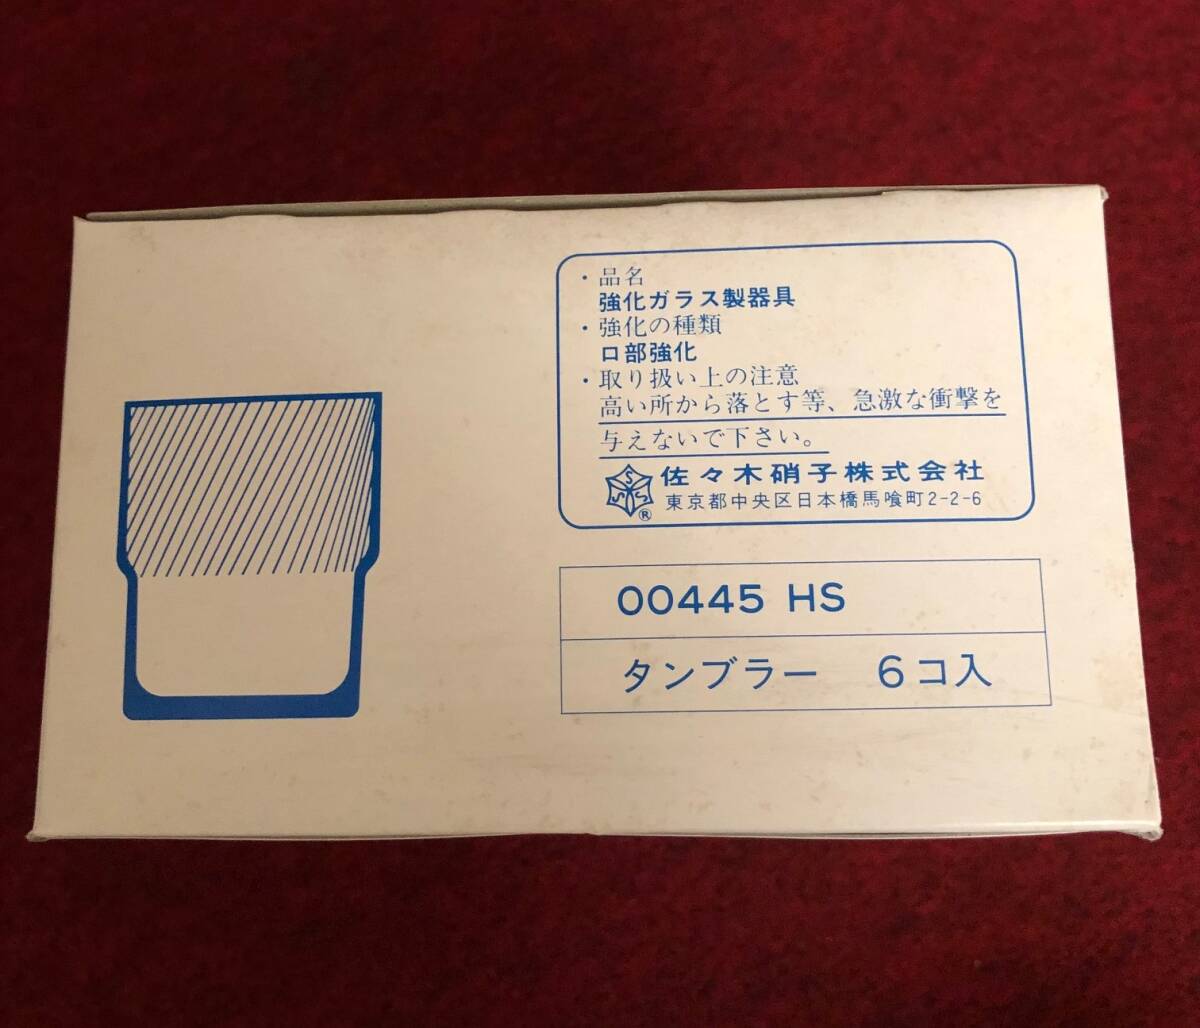 ・品名
強化ガラス製器具
・強化の種類
口部強化
・取り扱い上の注意
高い所から落とす等、急激な衝撃を
与えないで下さい。
SSS® 佐々木硝子株式会社
東京都中央区日本橋馬喰町2-2-6
00445 HS
タンブラー 6コ入